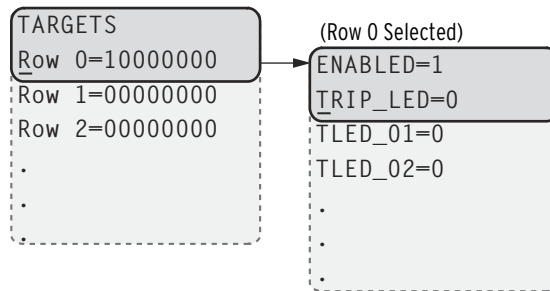 TARGETS
Row 0=10000000
Row 1=00000000
Row 2=00000000
.
.
.
(Row 0 Selected)
ENABLED=1
TRIP_LED=0
TLED_01=0
TLED_02=0
.
.
.